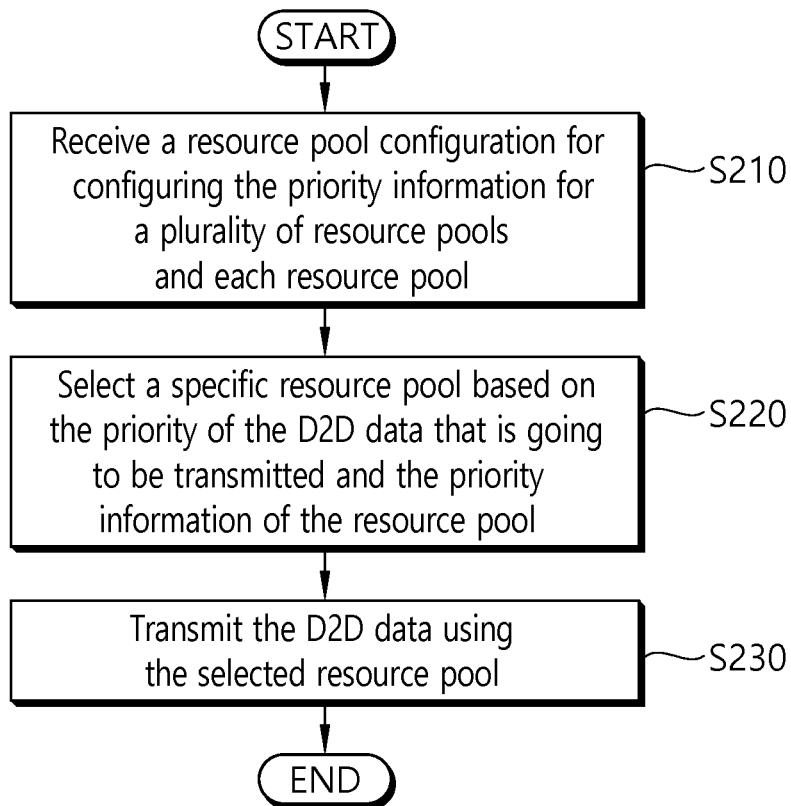 START
Receive a resource pool configuration for
configuring the priority information for
a plurality of resource pools
and each resource pool
S210
Select a specific resource pool based on
the priority of the D2D data that is going
to be transmitted and the priority
information of the resource pool
S220
Transmit the D2D data using
the selected resource pool
S230
END